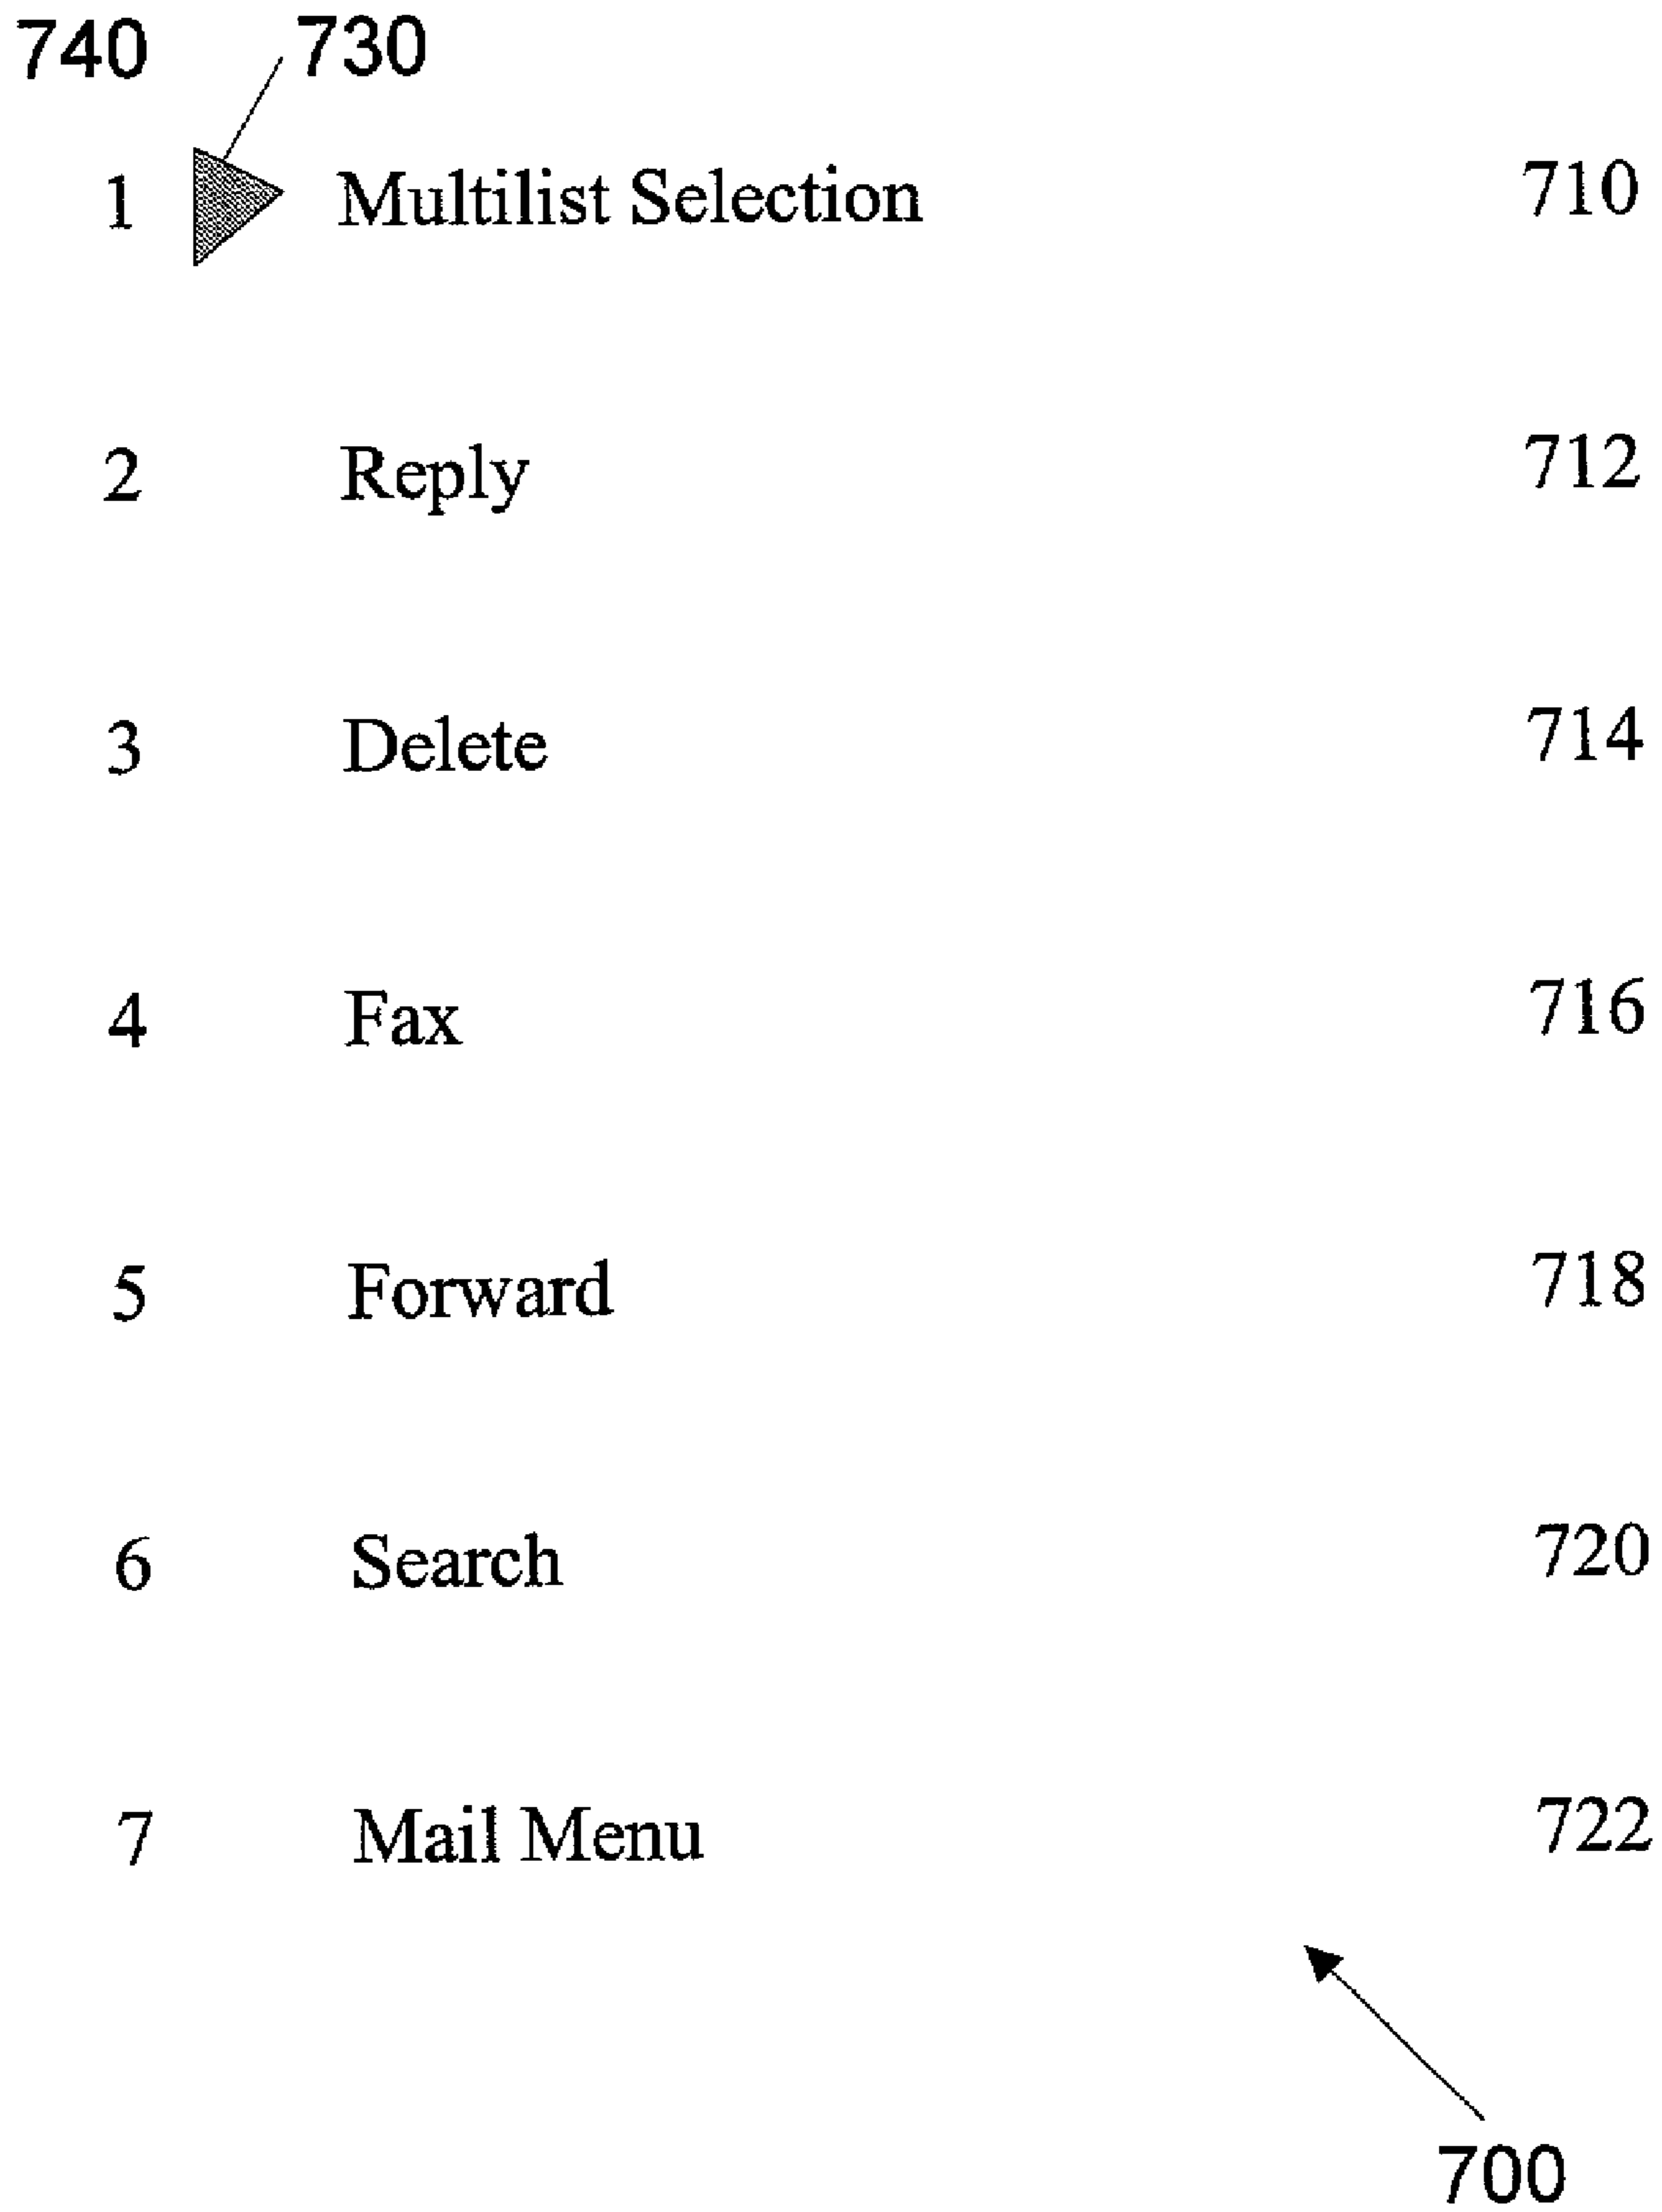 740 730
1 Multilist Selection 710
2 Reply 712
3 Delete 714
4 Fax 716
5 Forward 718
6 Search 720
7 Mail Menu 722
700